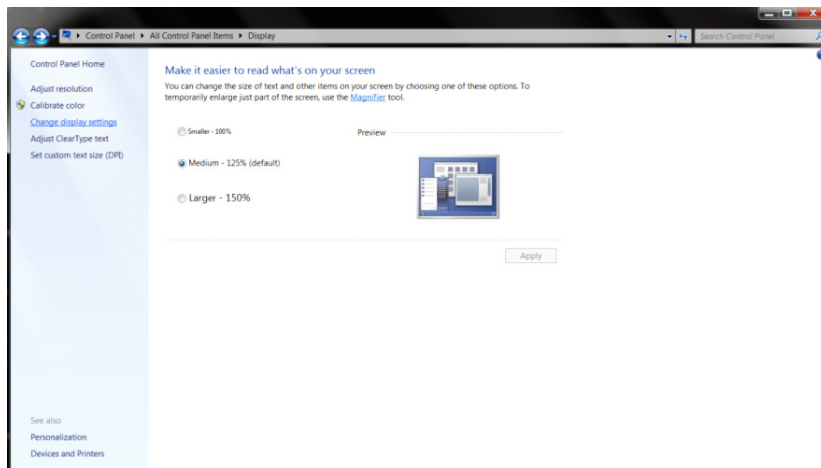 Control Panel ▸ All Control Panel Items ▸ Display
Search Control Panel
Control Panel Home
Adjust resolution
Calibrate color
Change display settings
Adjust ClearType text
Set custom text size (DPI)
Make it easier to read what's on your screen
You can change the size of text and other items on your screen by choosing one of these options. To
temporarily enlarge just part of the screen, use the Magnifier tool.
Smaller - 100%
Preview
Medium - 125% (default)
Larger - 150%
Apply
See also
Personalization
Devices and Printers